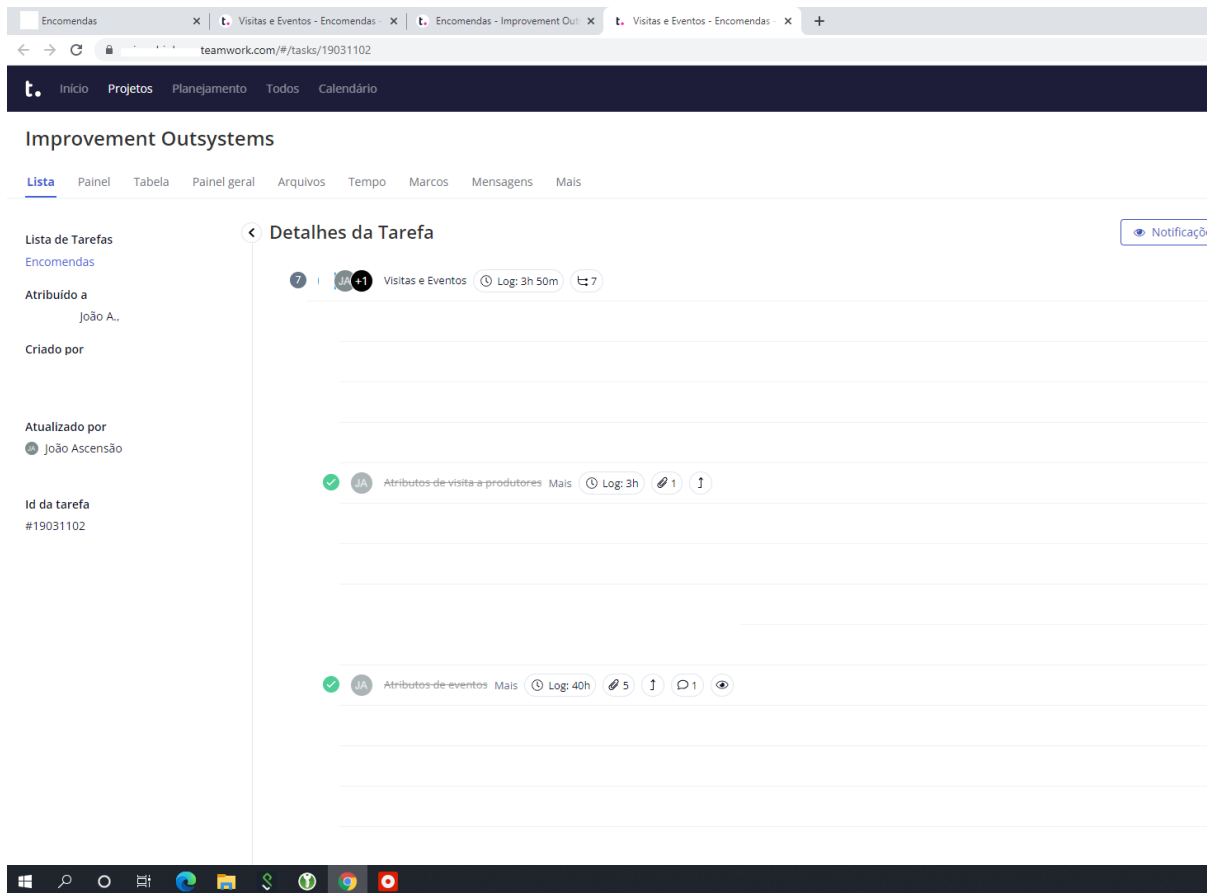 Encomendas
t. Visitas e Eventos - Encomendas -
t. Encomendas - Improvement Out
t. Visitas e Eventos - Encomendas -
teamwork.com/#/tasks/19031102
t. Início Projetos Planejamento Todos Calendário
Improvement Outsystems
Lista Painel Tabela Painel geral Arquivos Tempo Marcos Mensagens Mais
Lista de Tarefas
Encomendas
Atribuído a
João A.,
Criado por
Atualizado por
JA João Ascensão
Id da tarefa
#19031102
Detalhes da Tarefa
Notificaçõ
7 JA +1 Visitas e Eventos Log: 3h 50m 7
JA Atributos de visita a produtores Mais Log: 3h 1
JA Atributos de eventos Mais Log: 40h 5 1